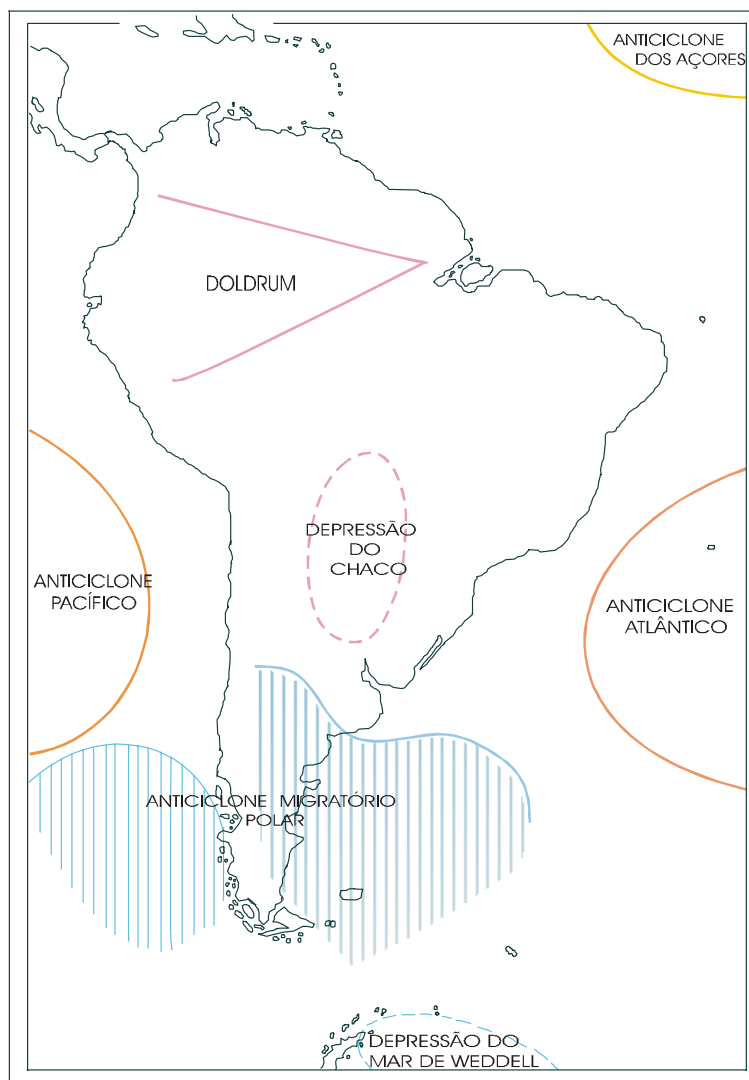 ANTICICLONE
DOS AÇORES
DOLDRUM
DEPRESSÃO
DO
CHACO
ANTICICLONE
PACÍFICO
ANTICICLONE
ATLÂNTICO
ANTICICLONE MIGRATÓRIO
POLAR
DEPRESSÃO DO
MAR DE WEDDELL